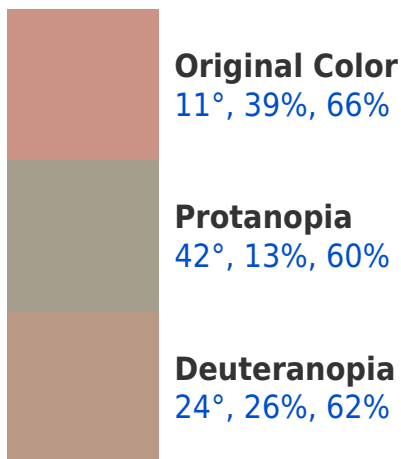 Original Color
11°, 39%, 66%
Protanopia
42°, 13%, 60%
Deuteranopia
24°, 26%, 62%